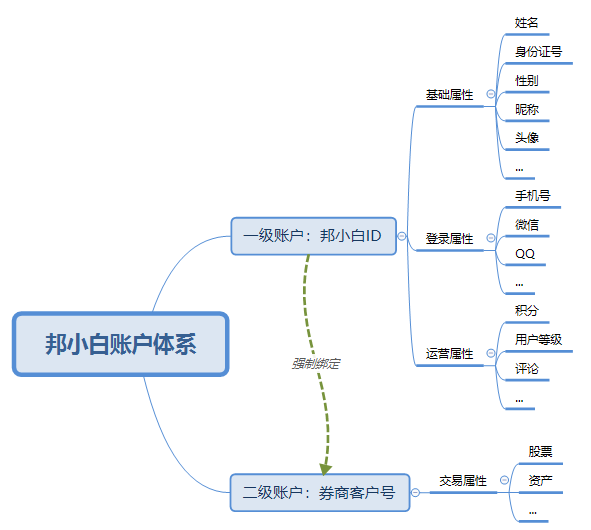 邦小白账户体系
一级账户：邦小白ID
基础属性
姓名
身份证号
性别
昵称
头像
...
登录属性
手机号
微信
QQ
...
运营属性
积分
用户等级
评论
...
强制绑定
二级账户：券商客户号
交易属性
股票
资产
...